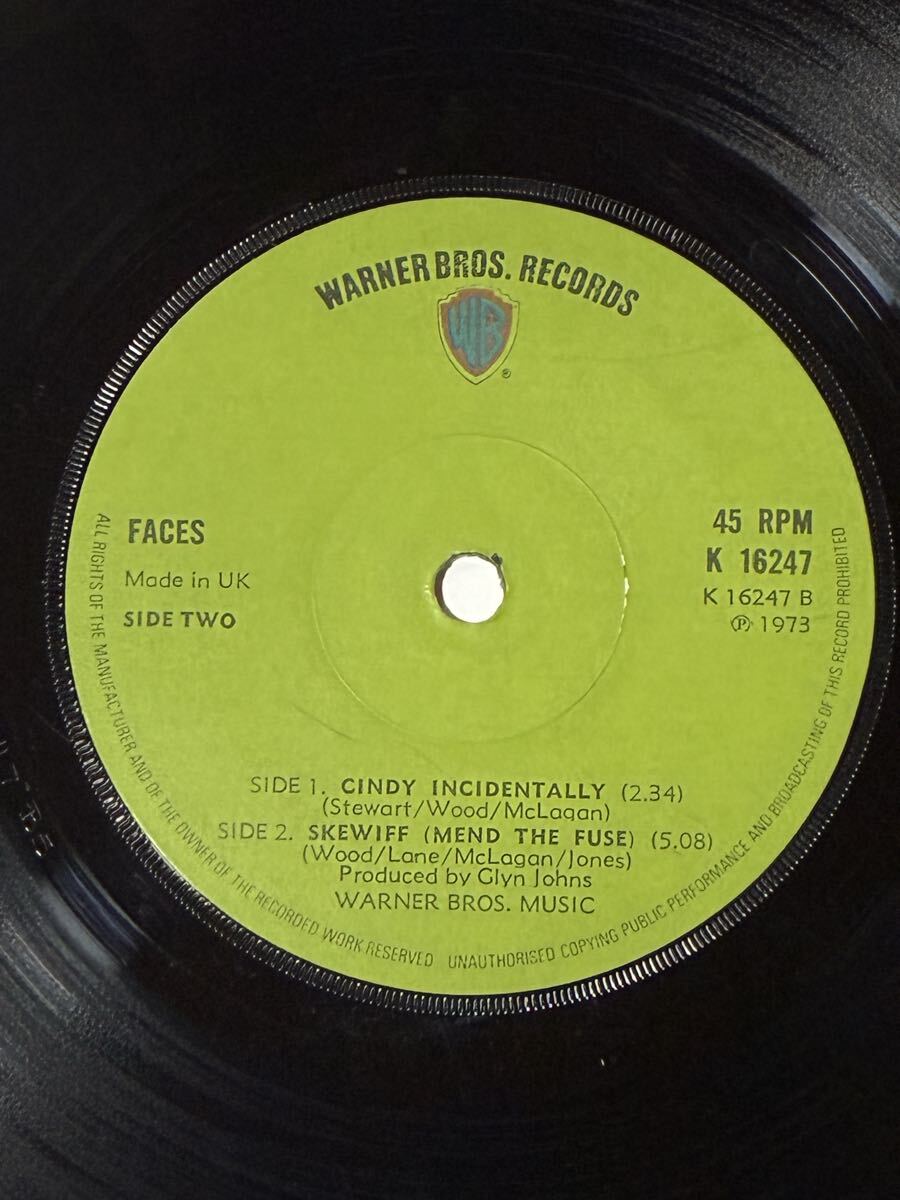 WARNER BROS. RECORDS
WB
®
FACES
Made in UK
SIDE TWO
45 RPM
K 16247
K 16247 B
℗ 1973
SIDE 1. CINDY INCIDENTALLY (2.34)
(Stewart/Wood/McLagan)
SIDE 2. SKEWIFF (MEND THE FUSE) (5.08)
(Wood/Lane/McLagan/Jones)
Produced by Glyn Johns
WARNER BROS. MUSIC
ALL RIGHTS OF THE MANUFACTURER AND OF THE OWNER OF THE RECORDED WORK RESERVED UNAUTHORISED COPYING PUBLIC PERFORMANCE AND BROADCASTING OF THIS RECORD PROHIBITED